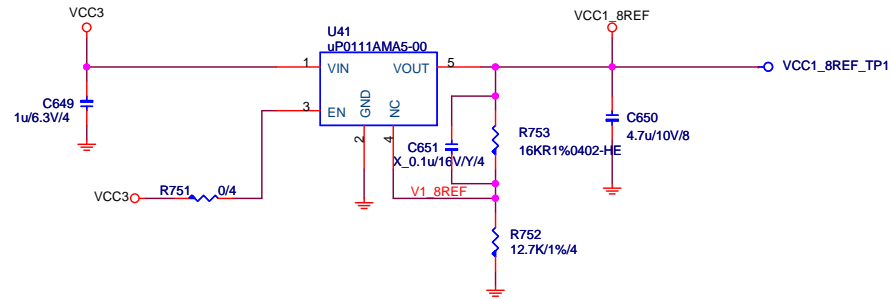 VCC3
VCC1_8REF
U41
uP0111AMA5-00
1
VIN
VOUT
5
VCC1_8REF_TP1
C649
1u/6.3V/4
3
EN
GND
NC
2
4
C651
X_0.1u/16V/Y/4
R753
16KR1%0402-HE
C650
4.7u/10V/8
VCC3
R751
0/4
V1_8REF
R752
12.7K/1%/4